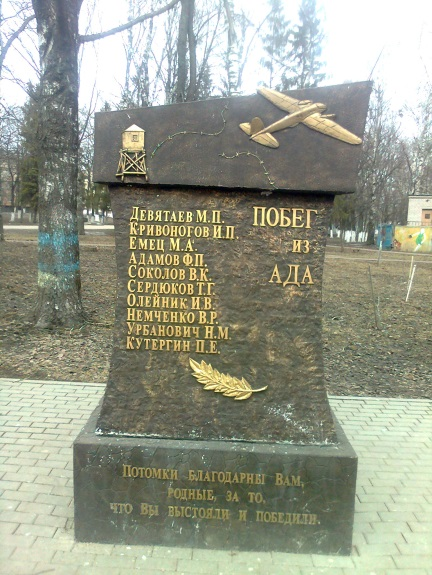 Девятаев М.П.
Кривоногов И.П.
Емец М.А.
Адамов Ф.П.
Соколов В.К.
Сердюков Т.Г.
Олейник И.В.
Немченко В.Р.
Урбанович Н.М
Кутергин П.Е.
ПОБЕГ
ИЗ
АДА
Потомки благодарны Вам,
родные, за то,
что Вы выстояли и победили.